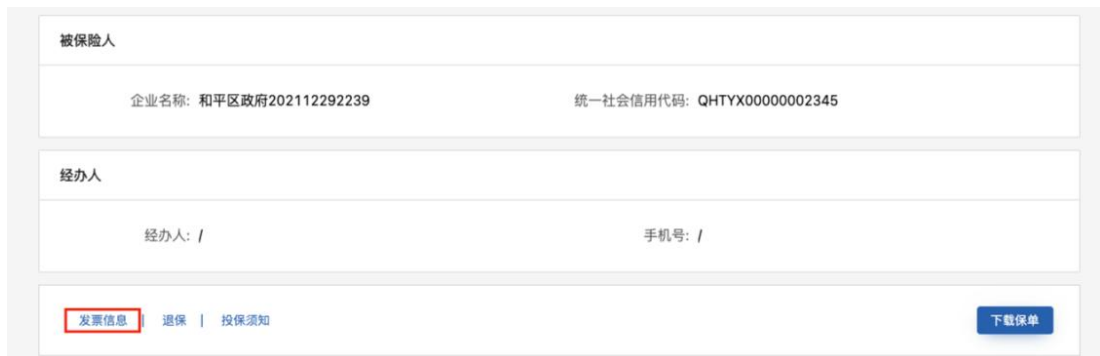 被保险人
企业名称: 和平区政府202112292239 统一社会信用代码: QHTYX00000002345
经办人
经办人: / 手机号: /
发票信息 | 退保 | 投保须知 下载保单